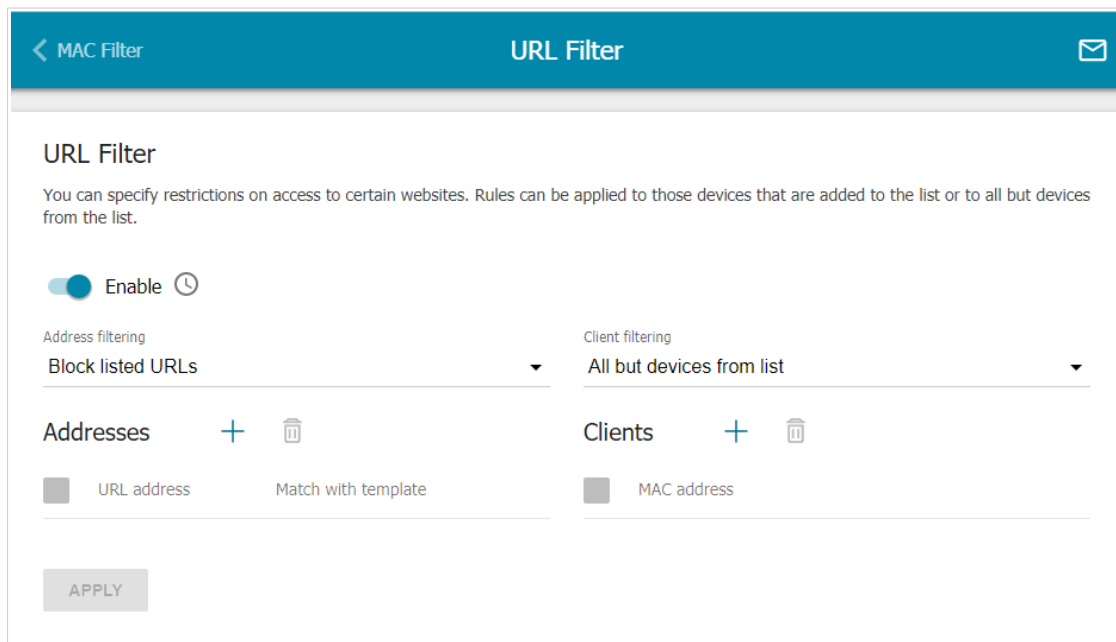 MAC Filter
URL Filter
URL Filter
You can specify restrictions on access to certain websites. Rules can be applied to those devices that are added to the list or to all but devices
from the list.
Enable
Address filtering
Block listed URLs
Client filtering
All but devices from list
Addresses
URL address Match with template
Clients
MAC address
APPLY